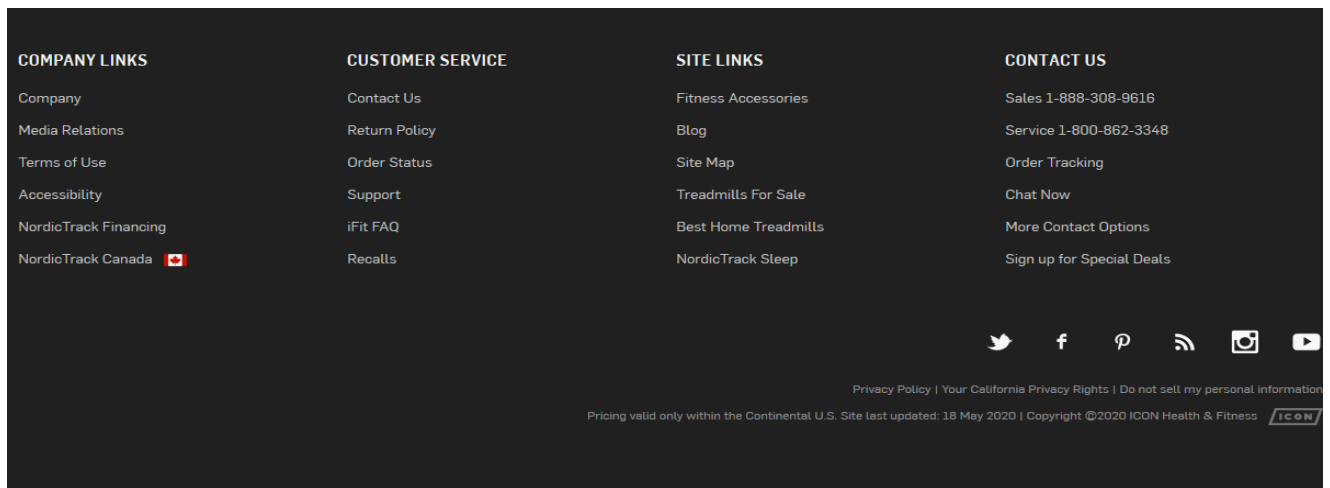 COMPANY LINKS
Company
Media Relations
Terms of Use
Accessibility
NordicTrack Financing
NordicTrack Canada
CUSTOMER SERVICE
Contact Us
Return Policy
Order Status
Support
iFit FAQ
Recalls
SITE LINKS
Fitness Accessories
Blog
Site Map
Treadmills For Sale
Best Home Treadmills
NordicTrack Sleep
CONTACT US
Sales 1-888-308-9616
Service 1-800-862-3348
Order Tracking
Chat Now
More Contact Options
Sign up for Special Deals
Privacy Policy | Your California Privacy Rights | Do not sell my personal information
Pricing valid only within the Continental U.S. Site last updated: 18 May 2020 | Copyright ©2020 ICON Health & Fitness ICON